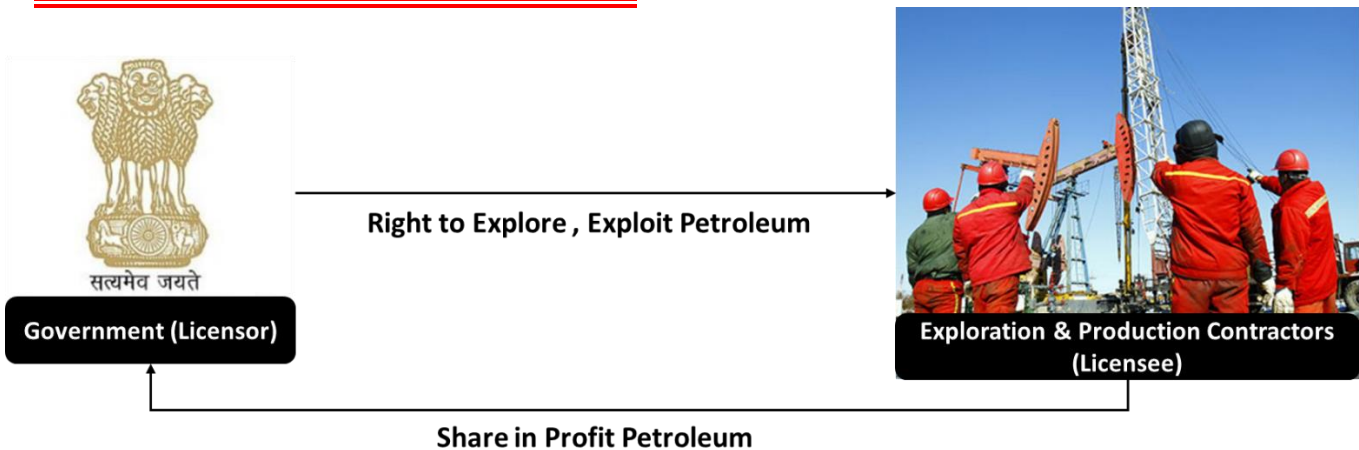 सत्यमेव जयते
Government (Licensor)
Right to Explore , Exploit Petroleum
Exploration & Production Contractors
(Licensee)
Share in Profit Petroleum